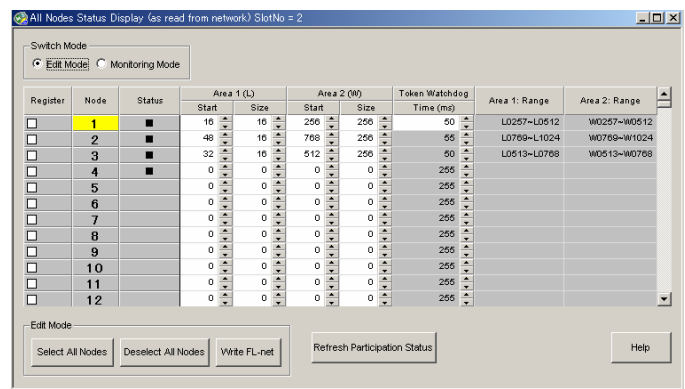 All Nodes Status Display (as read from network) SlotNo = 2
Switch Mode
Edit Mode Monitoring Mode
Register Node Status Area 1 (L) Area 2 (W) Token Watchdog Area 1: Range Area 2: Range
Start Size Start Size Time (ms)
1 16 16 256 256 50 L0257~L0512 W0257~W0512
2 48 16 768 256 55 L0769~L1024 W0769~W1024
3 32 16 512 256 50 L0513~L0768 W0513~W0768
4 0 0 0 0 255
5 0 0 0 0 255
6 0 0 0 0 255
7 0 0 0 0 255
8 0 0 0 0 255
9 0 0 0 0 255
10 0 0 0 0 255
11 0 0 0 0 255
12 0 0 0 0 255
Edit Mode
Select All Nodes Deselect All Nodes Write FL-net Refresh Participation Status Help